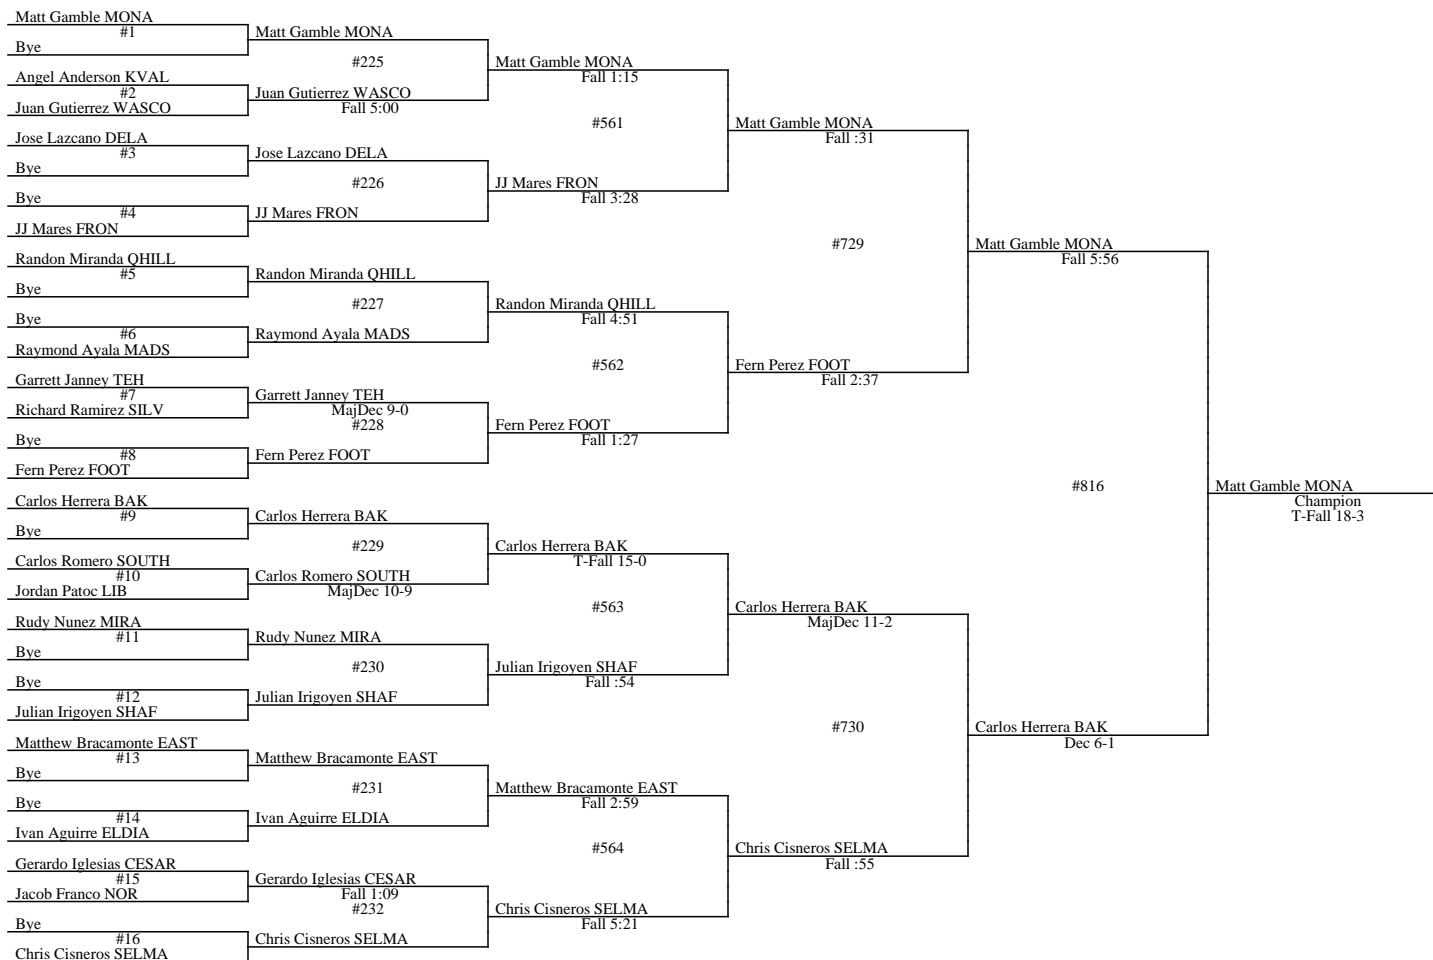 Matt Gamble MONA
#1
Bye
Angel Anderson KVAL
#2
Juan Gutierrez WASCO
Jose Lazcano DELA
#3
Bye
Bye
#4
JJ Mares FRON
Randon Miranda QHILL
#5
Bye
Bye
#6
Raymond Ayala MADS
Garrett Janney TEH
#7
Richard Ramirez SILV
Bye
#8
Fern Perez FOOT
Carlos Herrera BAK
#9
Bye
Carlos Romero SOUTH
#10
Jordan Patoc LIB
Rudy Nunez MIRA
#11
Bye
Bye
#12
Julian Irigoyen SHAF
Matthew Bracamonte EAST
#13
Bye
Bye
#14
Ivan Aguirre ELDIA
Gerardo Iglesias CESAR
#15
Jacob Franco NOR
Bye
#16
Chris Cisneros SELMA
Matt Gamble MONA
#225
Juan Gutierrez WASCO
Fall 5:00
Jose Lazcano DELA
#226
JJ Mares FRON
Randon Miranda QHILL
#227
Raymond Ayala MADS
Garrett Janney TEH
MajDec 9-0
#228
Fern Perez FOOT
Carlos Herrera BAK
#229
Carlos Romero SOUTH
MajDec 10-9
Rudy Nunez MIRA
#230
Julian Irigoyen SHAF
Matthew Bracamonte EAST
#231
Ivan Aguirre ELDIA
Gerardo Iglesias CESAR
Fall 1:09
#232
Chris Cisneros SELMA
Matt Gamble MONA
Fall 1:15
#561
JJ Mares FRON
Fall 3:28
Randon Miranda QHILL
Fall 4:51
#562
Fern Perez FOOT
Fall 1:27
Carlos Herrera BAK
T-Fall 15-0
#563
Julian Irigoyen SHAF
Fall :54
Matthew Bracamonte EAST
Fall 2:59
#564
Chris Cisneros SELMA
Fall 5:21
Matt Gamble MONA
Fall :31
#729
Fern Perez FOOT
Fall 2:37
Carlos Herrera BAK
MajDec 11-2
#730
Chris Cisneros SELMA
Fall :55
Matt Gamble MONA
Fall 5:56
#816
Carlos Herrera BAK
Dec 6-1
Matt Gamble MONA
Champion
T-Fall 18-3